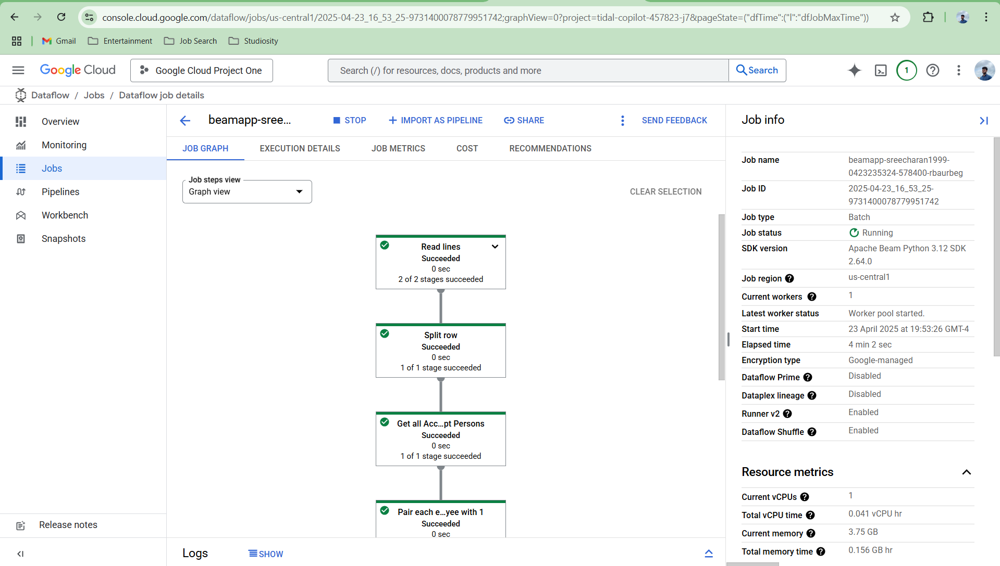 console.cloud.google.com/dataflow/jobs/us-central1/2025-04-23_16_53_25-9731400078779951742;graphView=0?project=tidal-copilot-457823-j7&pageState=("dfTime":("l":"dfJobMaxTime"))
Gmail Entertainment Job Search Studiosity
Google Cloud Google Cloud Project One Search (/) for resources, docs, products and more Search 1
Dataflow / Jobs / Dataflow job details
Overview
Monitoring
Jobs
Pipelines
Workbench
Snapshots
Release notes
beamapp-sree... STOP IMPORT AS PIPELINE SHARE SEND FEEDBACK
JOB GRAPH EXECUTION DETAILS JOB METRICS COST RECOMMENDATIONS
Job steps view
Graph view CLEAR SELECTION
Read lines
Succeeded
0 sec
2 of 2 stages succeeded
Split row
Succeeded
0 sec
1 of 1 stage succeeded
Get all Acc...pt Persons
Succeeded
0 sec
1 of 1 stage succeeded
Pair each e...yee with 1
Succeeded
0 sec
Logs SHOW
Job info
Job name beamapp-sreecharan1999-
0423235324-578400-rbaurbeg
Job ID 2025-04-23_16_53_25-
9731400078779951742
Job type Batch
Job status Running
SDK version Apache Beam Python 3.12 SDK
2.64.0
Job region us-central1
Current workers 1
Latest worker status Worker pool started.
Start time 23 April 2025 at 19:53:26 GMT-4
Elapsed time 4 min 2 sec
Encryption type Google-managed
Dataflow Prime Disabled
Dataplex lineage Disabled
Runner v2 Enabled
Dataflow Shuffle Enabled
Resource metrics
Current vCPUs 1
Total vCPU time 0.041 vCPU hr
Current memory 3.75 GB
Total memory time 0.156 GB hr